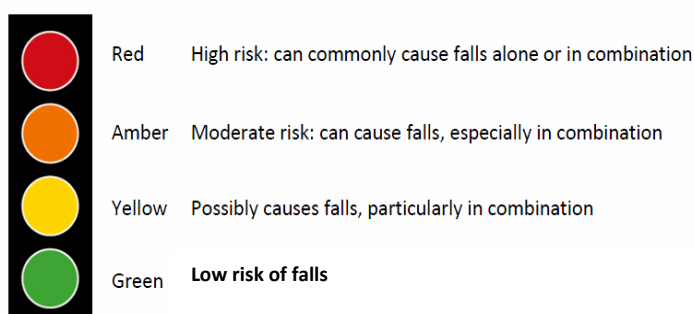 Red High risk: can commonly cause falls alone or in combination
Amber Moderate risk: can cause falls, especially in combination
Yellow Possibly causes falls, particularly in combination
Green Low risk of falls